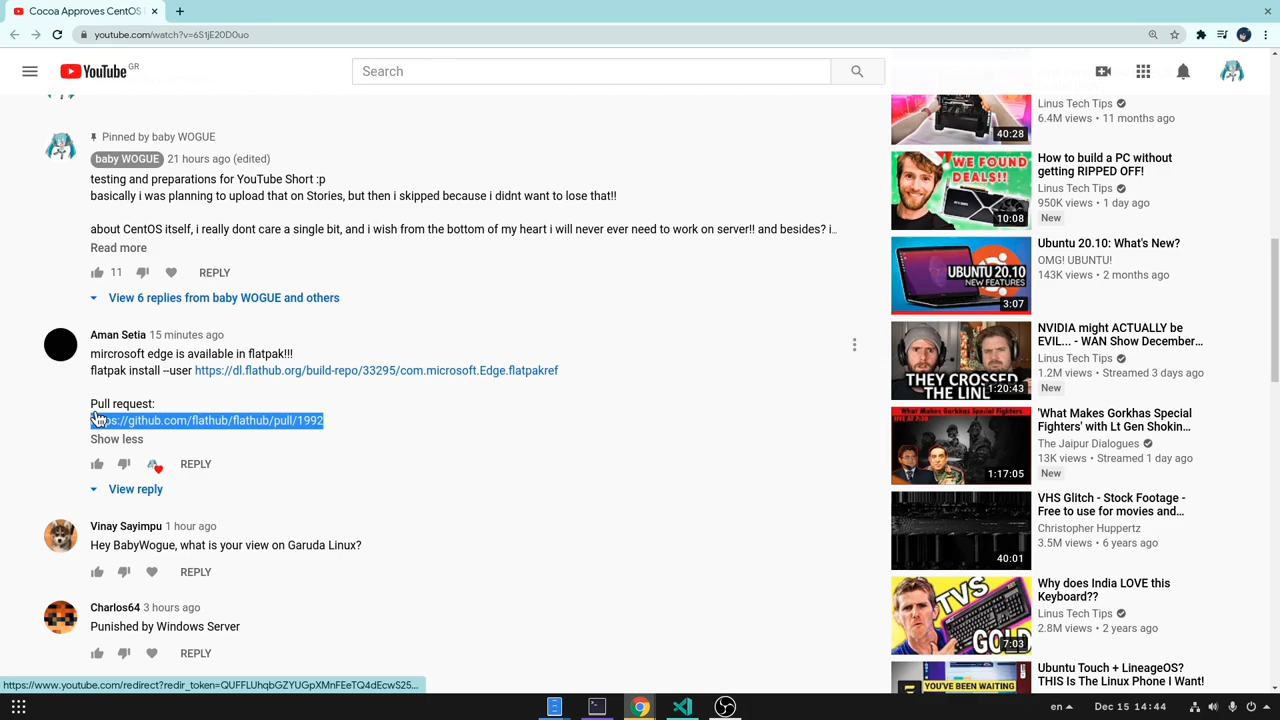 Cocoa Approves CentOS
youtube.com/watch?v=6S1jE20D0uo
YouTube GR
Search
Pinned by baby WOGUE
baby WOGUE 21 hours ago (edited)
testing and preparations for YouTube Short :p
basically i was planning to upload that on Stories, but then i skipped because i didnt want to lose that!!
about CentOS itself, i really dont care a single bit, and i wish from the bottom of my heart i will never ever need to work on server!! and besides? i...
Read more
11 REPLY
View 6 replies from baby WOGUE and others
Aman Setia 15 minutes ago
mircrosoft edge is available in flatpak!!!
flatpak install --user https://dl.flathub.org/build-repo/33295/com.microsoft.Edge.flatpakref
Pull request:
ps://github.com/flathub/flathub/pull/1992
Show less
REPLY
View reply
Vinay Sayimpu 1 hour ago
Hey BabyWogue, what is your view on Garuda Linux?
REPLY
Charlos64 3 hours ago
Punished by Windows Server
REPLY
Linus Tech Tips
6.4M views • 11 months ago
40:28
WE FOUND
DEALS!!
10:08
How to build a PC without
getting RIPPED OFF!
Linus Tech Tips
950K views • 1 day ago
New
UBUNTU 20.10
NEW FEATURES
3:07
Ubuntu 20.10: What's New?
OMG! UBUNTU!
143K views • 2 months ago
THEY CROSSED
THE LINE
1:20:43
NVIDIA might ACTUALLY be
EVIL... - WAN Show December...
Linus Tech Tips
1.2M views • Streamed 3 days ago
New
What Makes Gorkhas Special Fighters
1:17:05
'What Makes Gorkhas Special
Fighters' with Lt Gen Shokin...
The Jaipur Dialogues
13K views • Streamed 1 day ago
New
40:01
VHS Glitch - Stock Footage -
Free to use for movies and...
Christopher Huppertz
3.5M views • 6 years ago
TVS
GOLD
7:03
Why does India LOVE this
Keyboard??
Linus Tech Tips
2.8M views • 2 years ago
YOU'VE BEEN WAITING
Ubuntu Touch + LineageOS?
THIS Is The Linux Phone I Want!
en
Dec 15 14:44